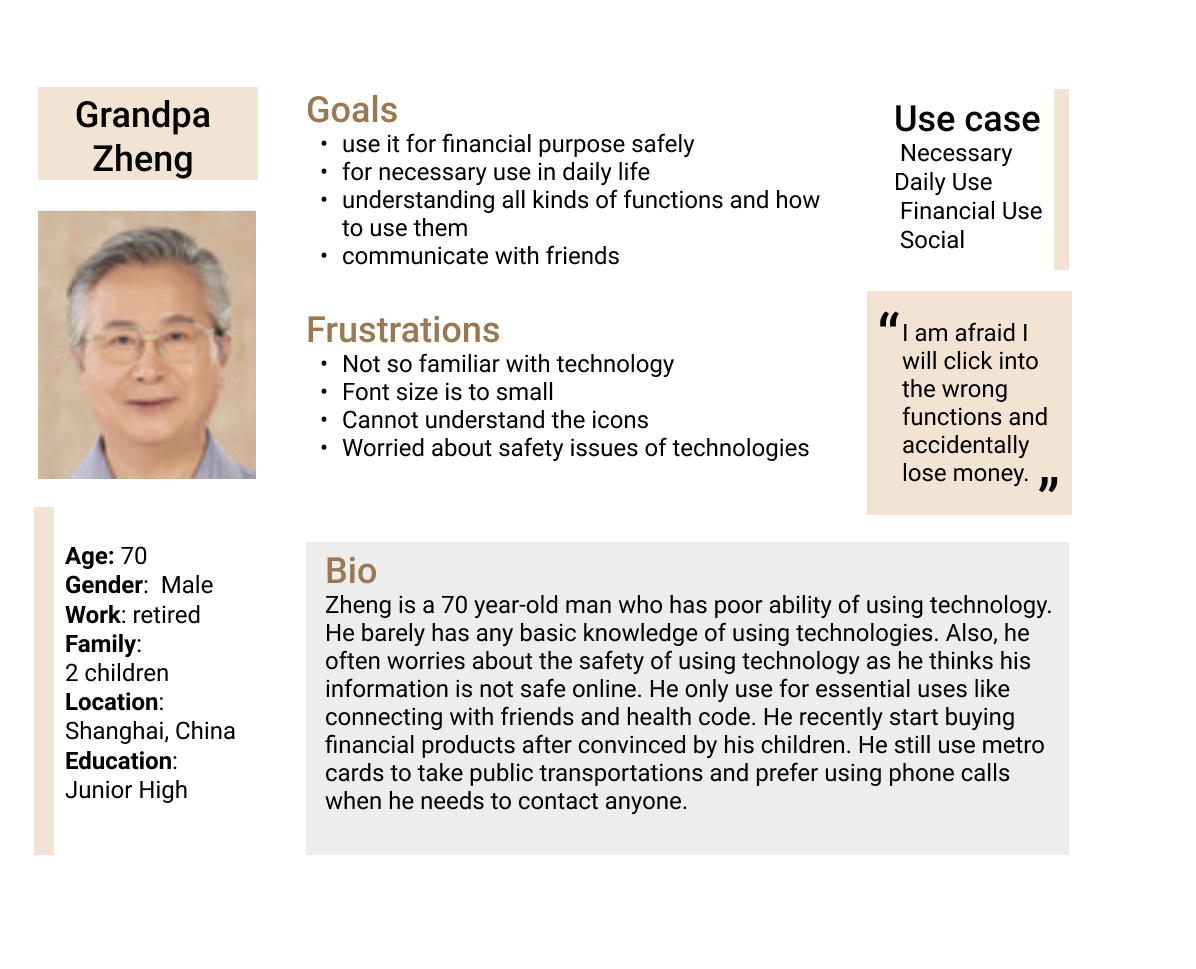 Grandpa
Zheng
Goals
• use it for financial purpose safely
• for necessary use in daily life
• understanding all kinds of functions and how
to use them
• communicate with friends
Frustrations
• Not so familiar with technology
• Font size is to small
• Cannot understand the icons
• Worried about safety issues of technologies
Use case
Necessary
Daily Use
Financial Use
Social
“ I am afraid I
will click into
the wrong
functions and
accidentally
lose money. ”
Age: 70
Gender: Male
Work: retired
Family:
2 children
Location:
Shanghai, China
Education:
Junior High
Bio
Zheng is a 70 year-old man who has poor ability of using technology.
He barely has any basic knowledge of using technologies. Also, he
often worries about the safety of using technology as he thinks his
information is not safe online. He only use for essential uses like
connecting with friends and health code. He recently start buying
financial products after convinced by his children. He still use metro
cards to take public transportations and prefer using phone calls
when he needs to contact anyone.